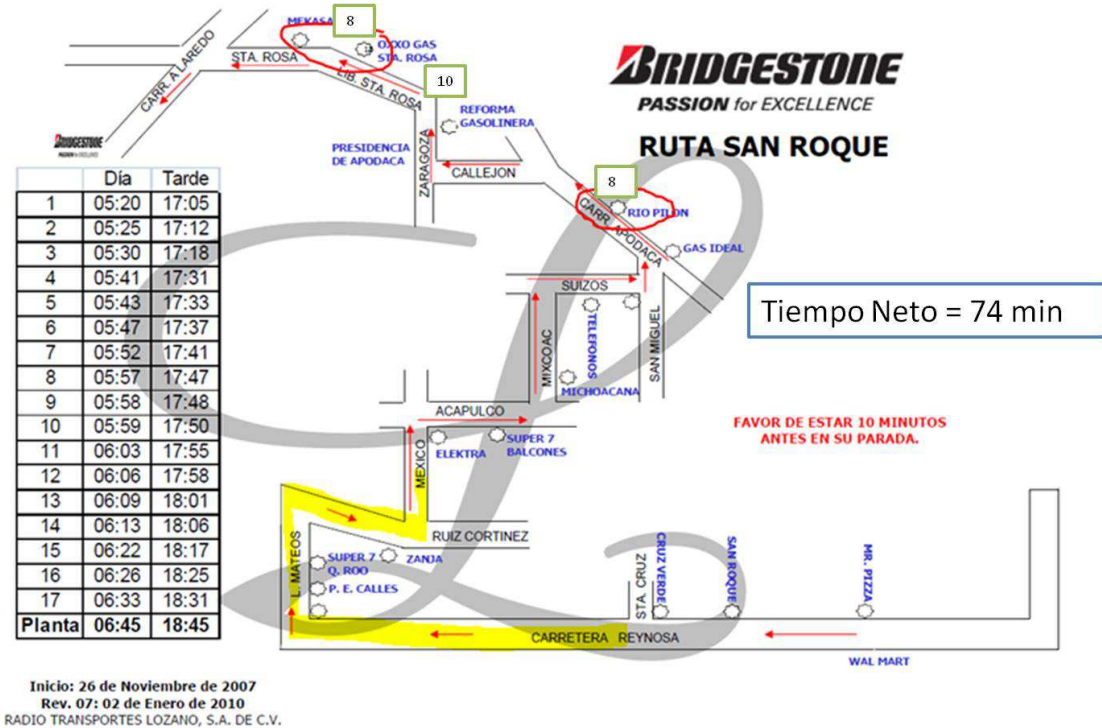 MEKASA
8
OXXO GAS
STA. ROSA
STA. ROSA
LIB. STA. ROSA
10
CARR. A LAREDO
REFORMA
GASOLINERA
PRESIDENCIA
DE APODACA
ZARAGOZA
CALLEJON
BRIDGESTONE
PASSION for EXCELLENCE
RUTA SAN ROQUE
BRIDGESTONE
PASSION for EXCELLENCE
Día Tarde
1 05:20 17:05
2 05:25 17:12
3 05:30 17:18
4 05:41 17:31
5 05:43 17:33
6 05:47 17:37
7 05:52 17:41
8 05:57 17:47
9 05:58 17:48
10 05:59 17:50
11 06:03 17:55
12 06:06 17:58
13 06:09 18:01
14 06:13 18:06
15 06:22 18:17
16 06:26 18:25
17 06:33 18:31
Planta 06:45 18:45
8
RIO PILON
CARR. APODACA
GAS IDEAL
SUIZOS
TELEFONOS
SAN MIGUEL
MIXCOAC
MICHOACANA
Tiempo Neto = 74 min
ACAPULCO
ELEKTRA
SUPER 7
BALCONES
MEXICO
FAVOR DE ESTAR 10 MINUTOS
ANTES EN SU PARADA.
RUIZ CORTINEZ
L. MATEOS
SUPER 7
Q. ROO
ZANJA
P. E. CALLES
STA. CRUZ
CRUZ VERDE
SAN ROQUE
MR. PIZZA
CARRETERA REYNOSA
WAL MART
Inicio: 26 de Noviembre de 2007
Rev. 07: 02 de Enero de 2010
RADIO TRANSPORTES LOZANO, S.A. DE C.V.